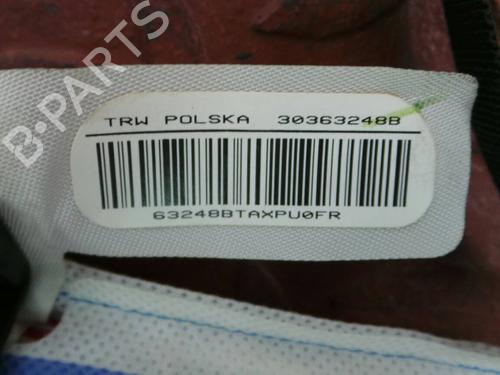 TRW POLSKA 30363248B
63248BTAXPU0FR
B-PARTS